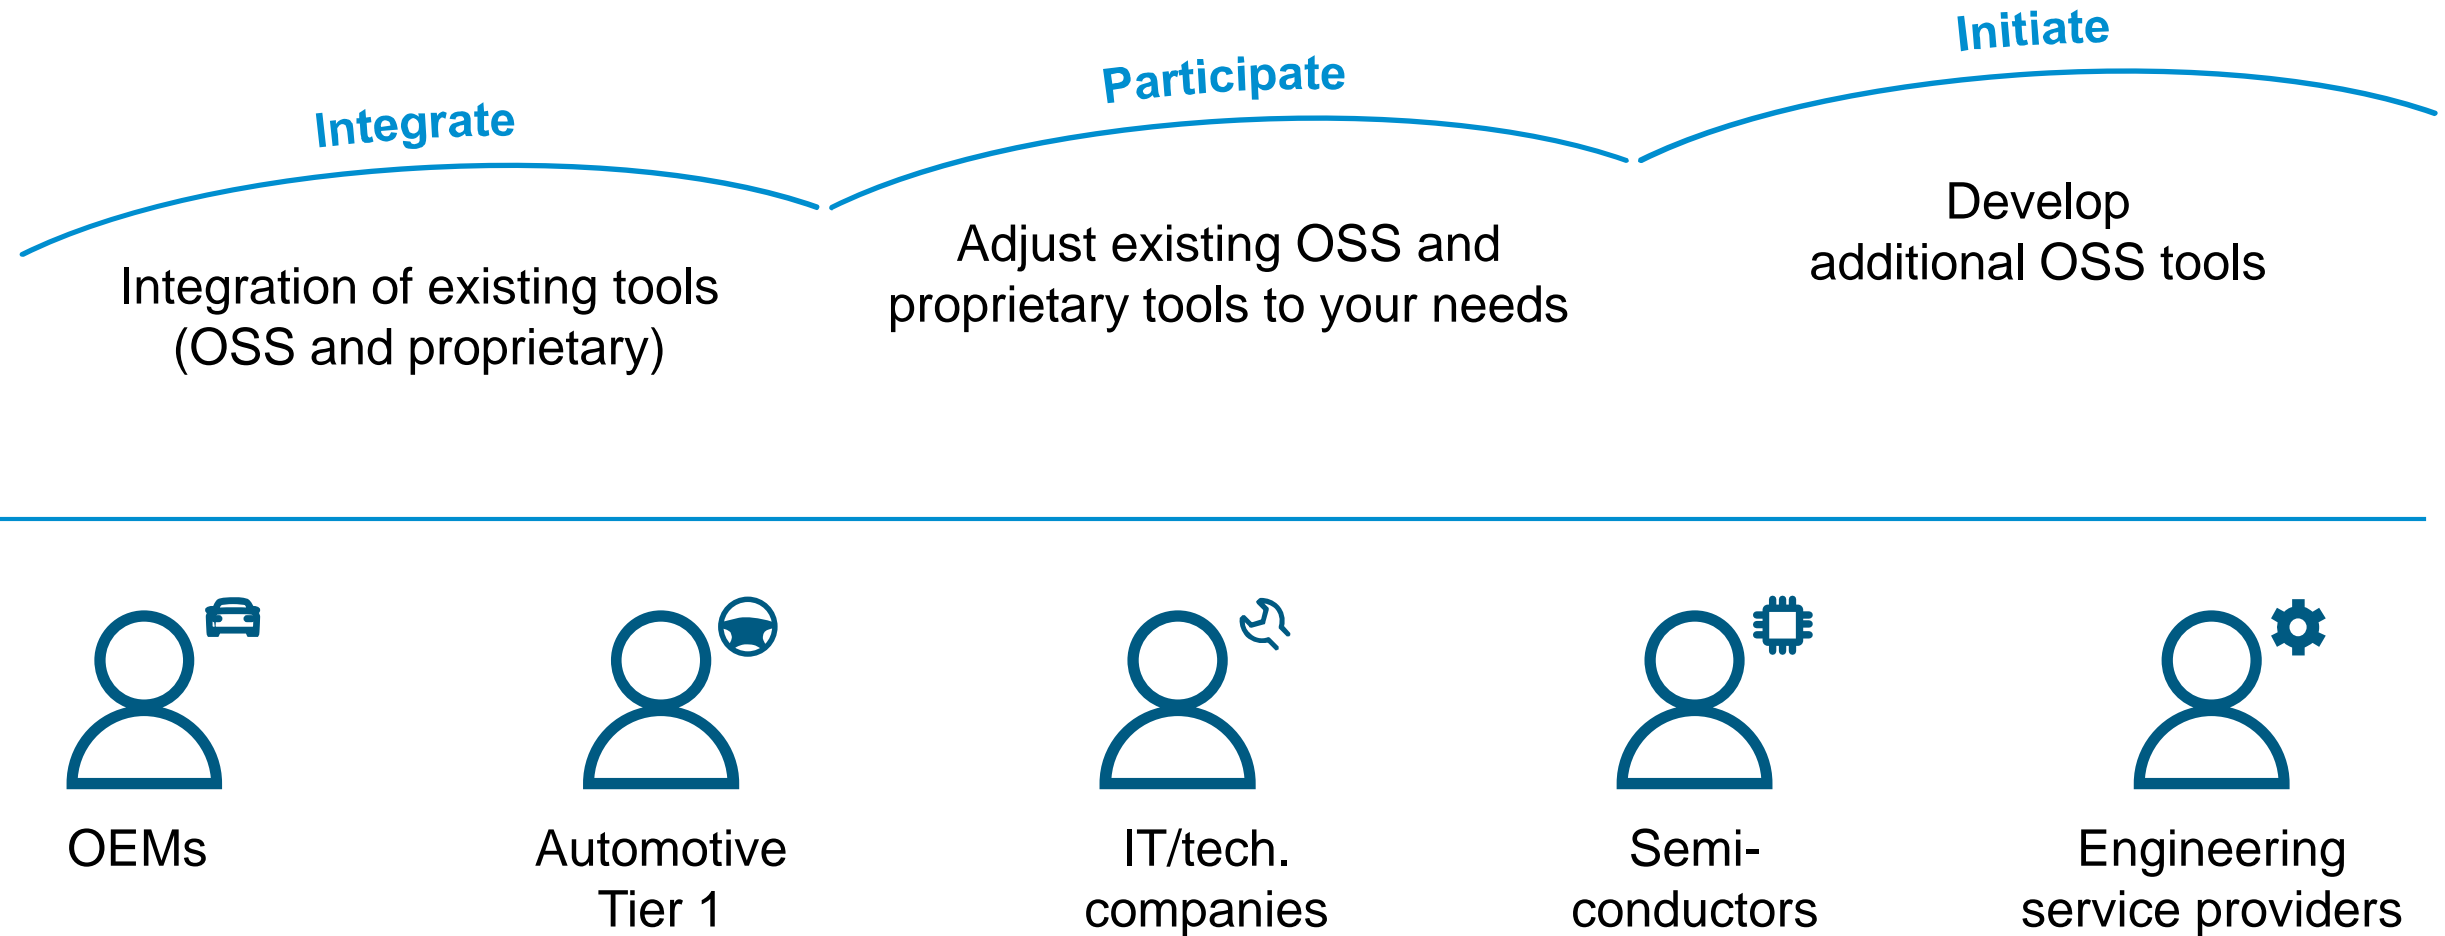 Integrate
Integration of existing tools
(OSS and proprietary)
Participate
Adjust existing OSS and
proprietary tools to your needs
Initiate
Develop
additional OSS tools
OEMs
Automotive
Tier 1
IT/tech.
companies
Semi-
conductors
Engineering
service providers